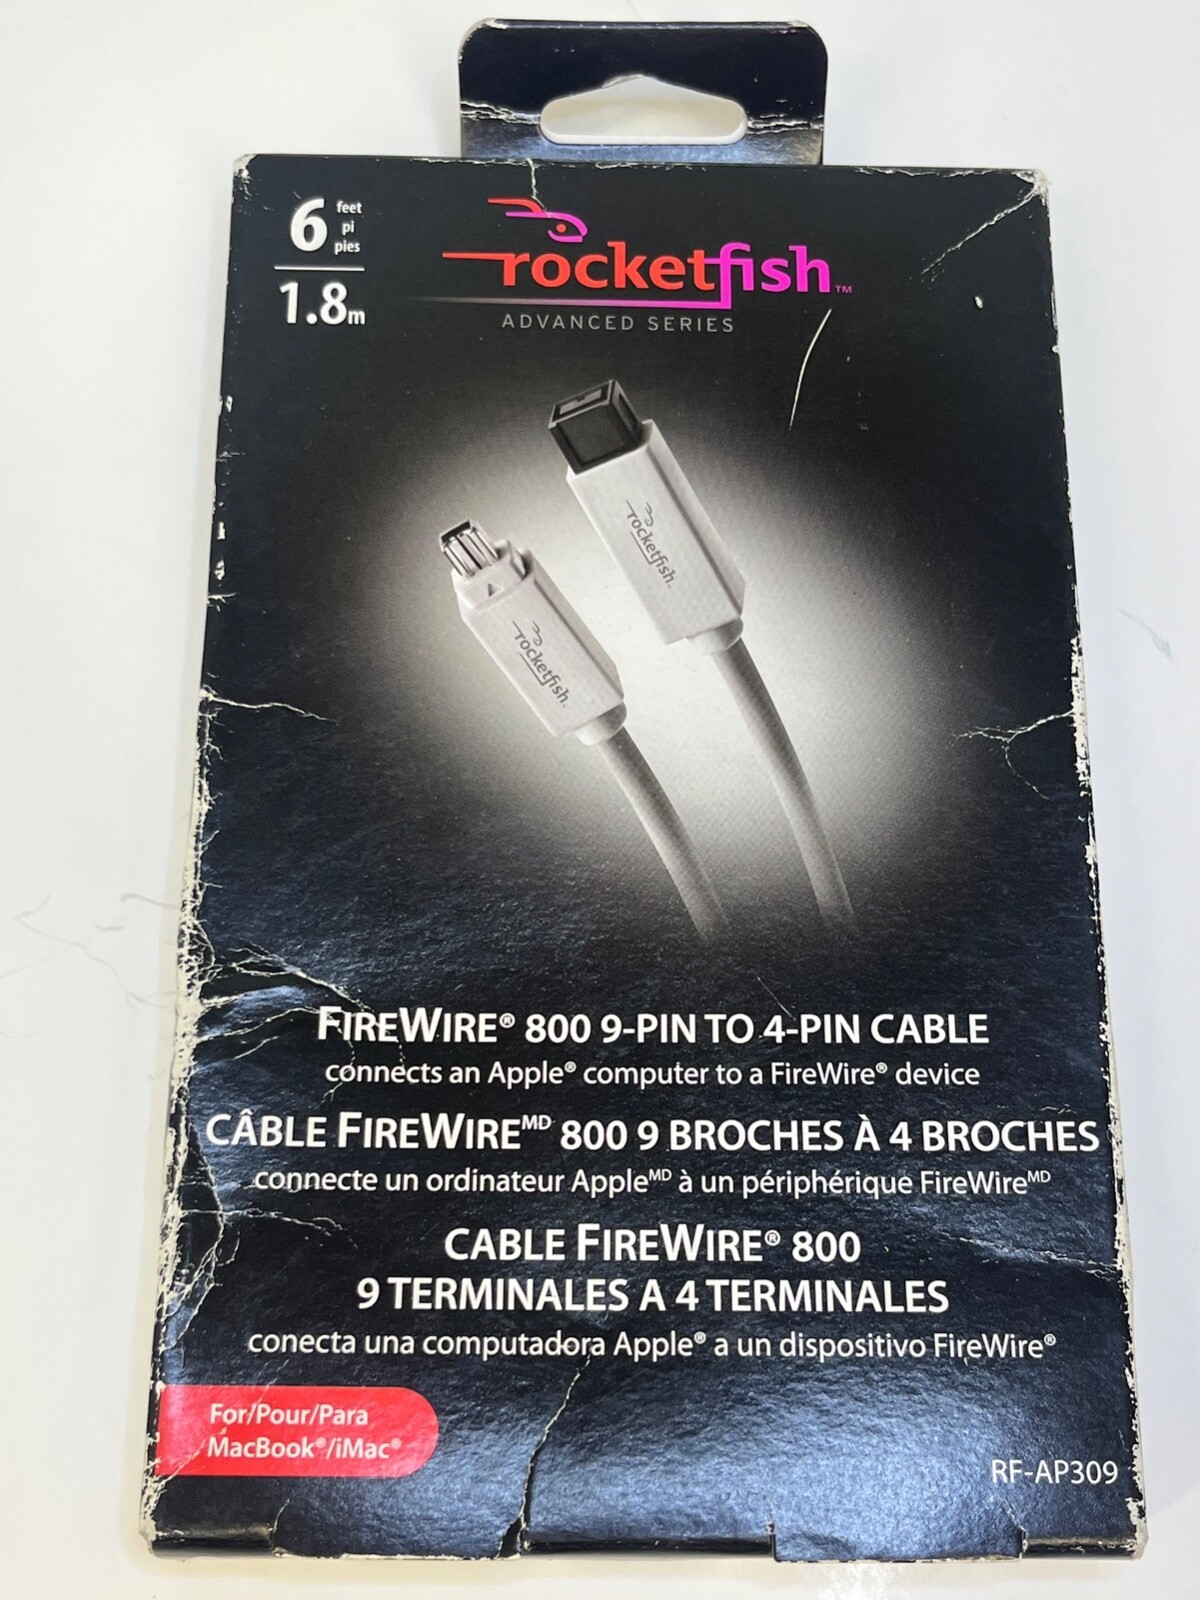 6 feet
pi
pies
1.8m
rocketfish™
ADVANCED SERIES
rocketfish™
rocketfish™
FIREWIRE® 800 9-PIN TO 4-PIN CABLE
connects an Apple® computer to a FireWire® device
CÂBLE FIREWIREᴹᴰ 800 9 BROCHES À 4 BROCHES
connecte un ordinateur Appleᴹᴰ à un périphérique FireWireᴹᴰ
CABLE FIREWIRE® 800
9 TERMINALES A 4 TERMINALES
conecta una computadora Apple® a un dispositivo FireWire®
For/Pour/Para
MacBook®/iMac®
RF-AP309